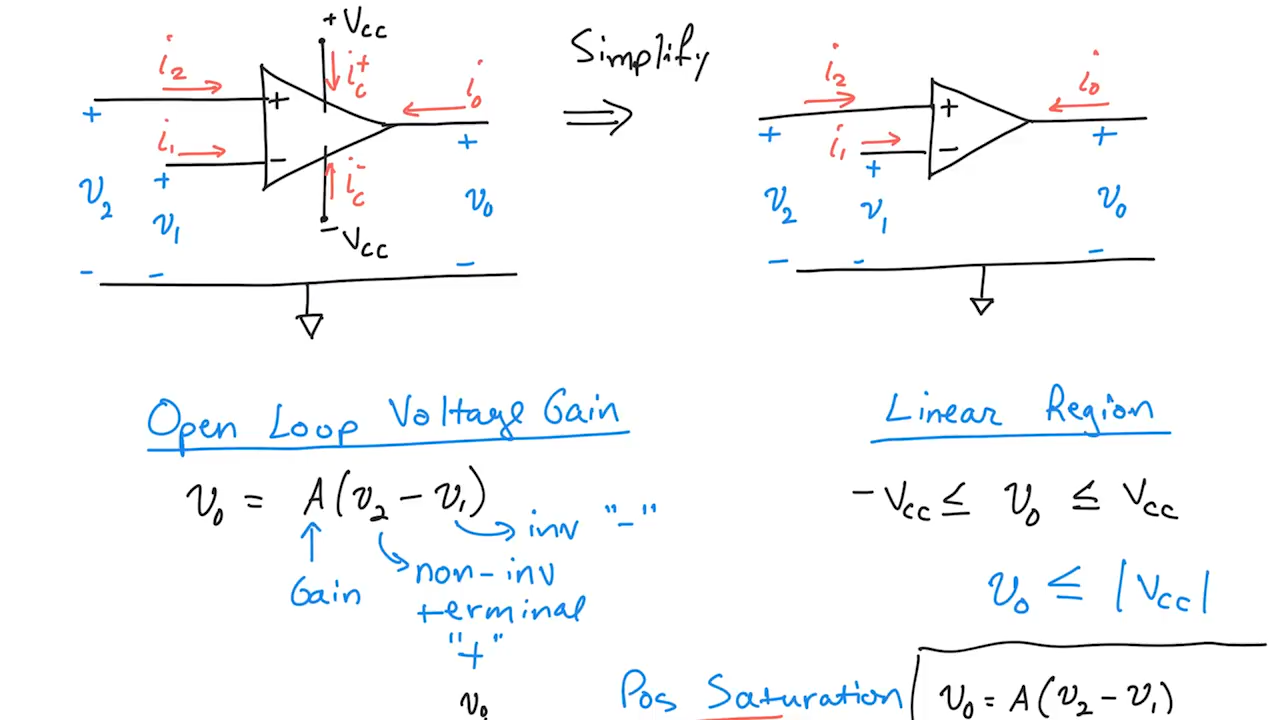 +Vcc
Simplify
i2
ic+
i0
i2
i0
+
+
+
i1
−
⇒
+
+
i1
−
+
+
ic−
+
v2
v0
v2
v1
v0
v1
−Vcc
−
−
−
−
−
−
Open Loop Voltage Gain
Linear Region
v0 = A(v2 − v1)
−Vcc ≤ v0 ≤ Vcc
inv "-"
Gain
non-inv
terminal
"+"
v0 ≤ |Vcc|
v0
Pos Saturation
v0 = A(v2 − v1)